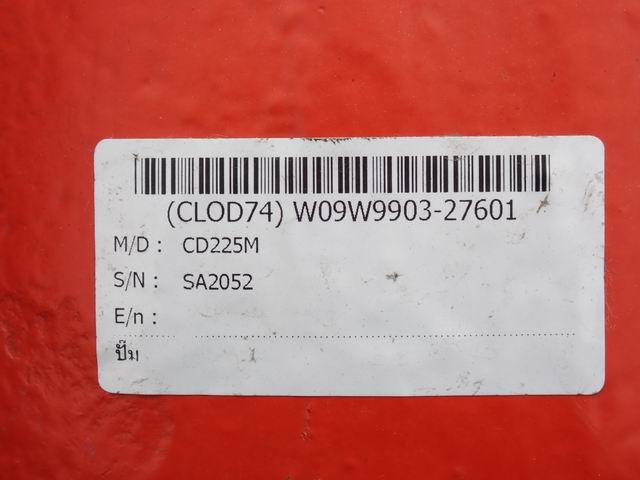 (CLOD74) W09W9903-27601
M/D : CD225M
S/N : SA2052
E/n :
ปั๊ม